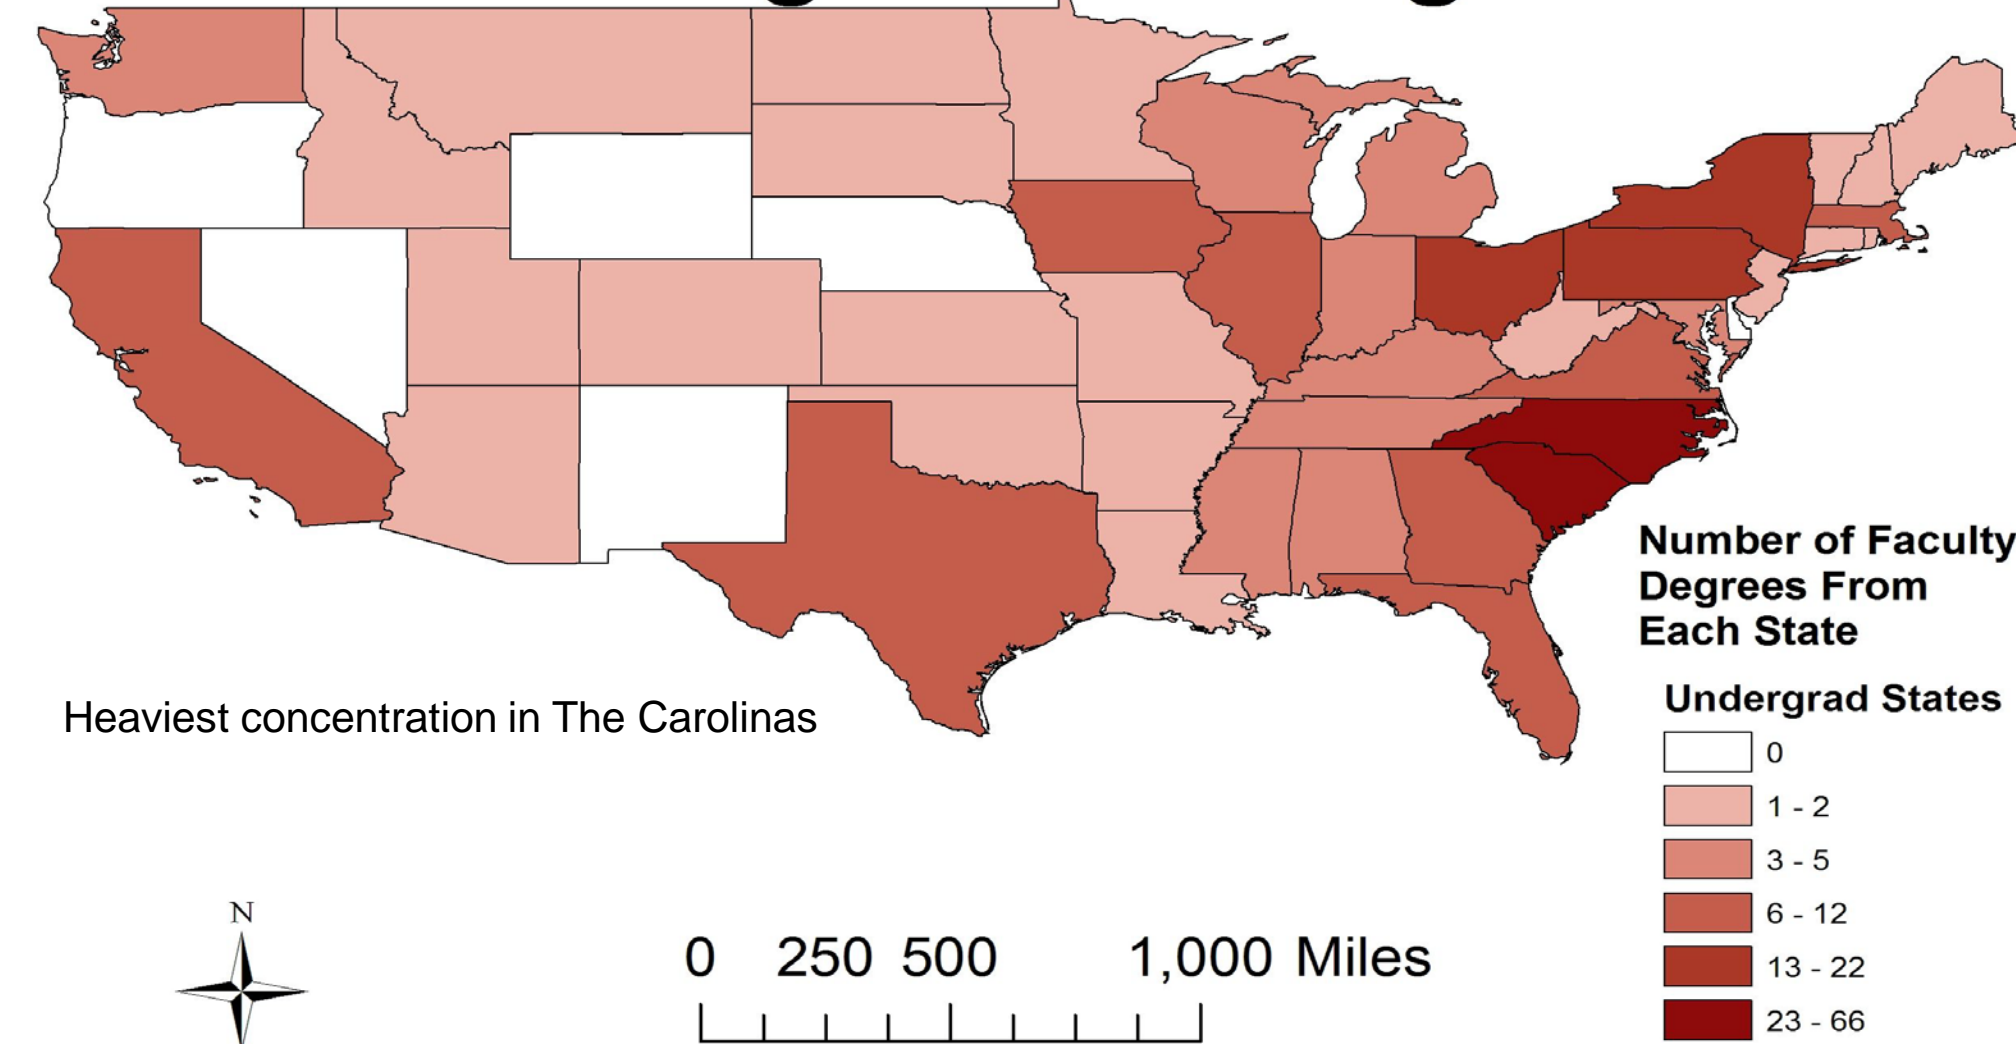 Number of Faculty
Degrees From
Each State
Heaviest concentration in The Carolinas
Undergrad States
0
1 - 2
3 - 5
6 - 12
13 - 22
23 - 66
N
0 250 500 1,000 Miles